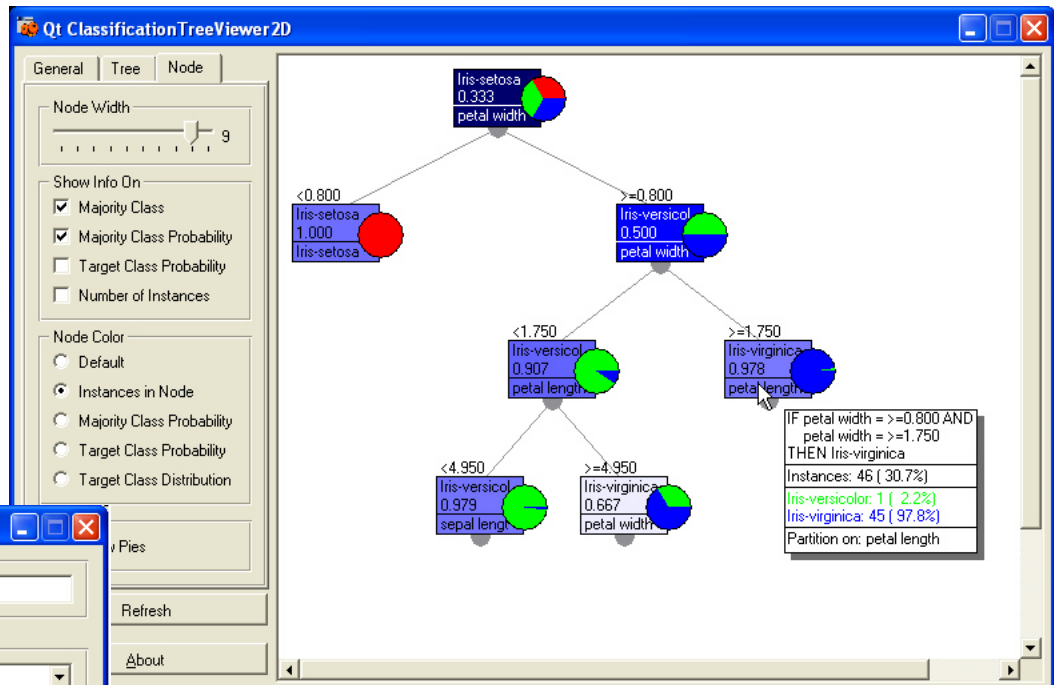 Qt ClassificationTreeViewer2D
General Tree Node
Node Width
9
Show Info On
Majority Class
Majority Class Probability
Target Class Probability
Number of Instances
Node Color
Default
Instances in Node
Majority Class Probability
Target Class Probability
Target Class Distribution
Pies
Refresh
About
Iris-setosa
0.333
petal width
<0.800
Iris-setosa
1.000
Iris-setosa
>=0.800
Iris-versicol
0.500
petal width
<1.750
Iris-versicol
0.907
petal length
>=1.750
Iris-virginica
0.978
petal length
<4.950
Iris-versicol
0.979
sepal lengt
>=4.950
Iris-virginica
0.667
petal width
IF petal width = >=0.800 AND
petal width = >=1.750
THEN Iris-virginica
Instances: 46 ( 30.7%)
Iris-versicolor: 1 ( 2.2%)
Iris-virginica: 45 ( 97.8%)
Partition on: petal length